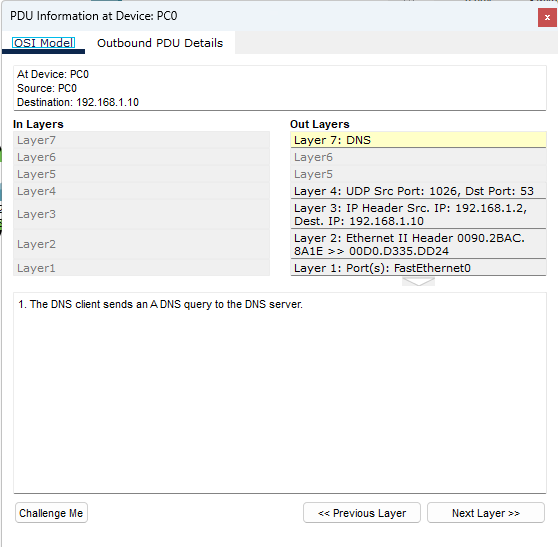 PDU Information at Device: PC0
x
OSI Model
Outbound PDU Details
At Device: PC0
Source: PC0
Destination: 192.168.1.10
In Layers
Layer7
Layer6
Layer5
Layer4
Layer3
Layer2
Layer1
Out Layers
Layer 7: DNS
Layer6
Layer5
Layer 4: UDP Src Port: 1026, Dst Port: 53
Layer 3: IP Header Src. IP: 192.168.1.2,
Dest. IP: 192.168.1.10
Layer 2: Ethernet II Header 0090.2BAC.
8A1E >> 00D0.D335.DD24
Layer 1: Port(s): FastEthernet0
1. The DNS client sends an A DNS query to the DNS server.
Challenge Me
<< Previous Layer
Next Layer >>